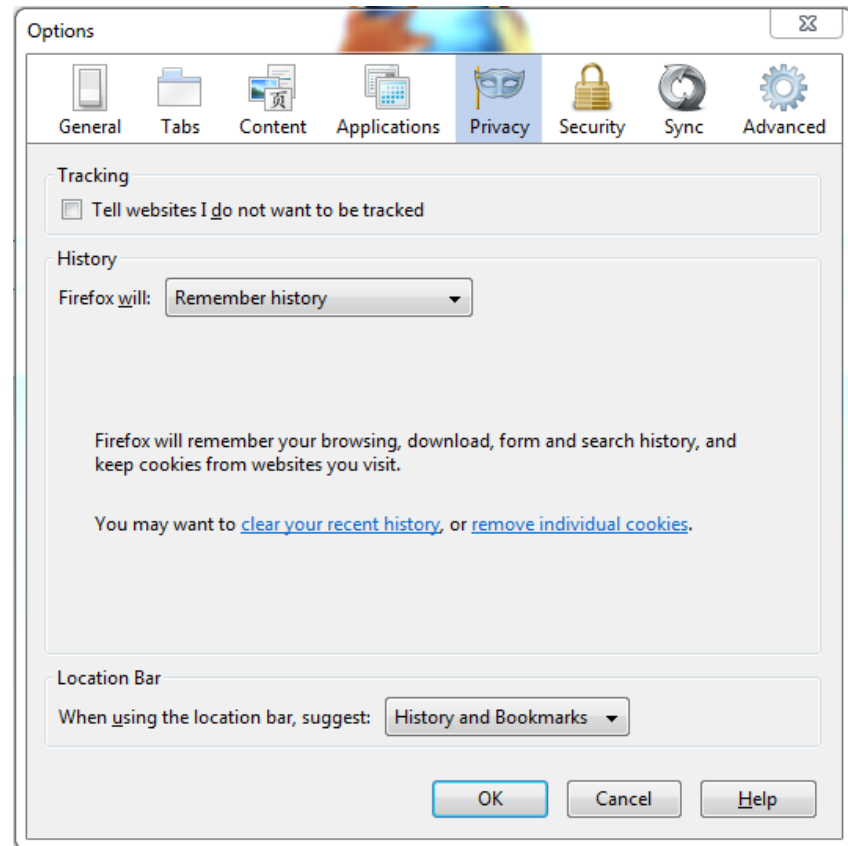 Options
General Tabs Content Applications Privacy Security Sync Advanced
页
Tracking
Tell websites I do not want to be tracked
History
Firefox will: Remember history
Firefox will remember your browsing, download, form and search history, and
keep cookies from websites you visit.
You may want to clear your recent history, or remove individual cookies.
Location Bar
When using the location bar, suggest: History and Bookmarks
OK Cancel Help